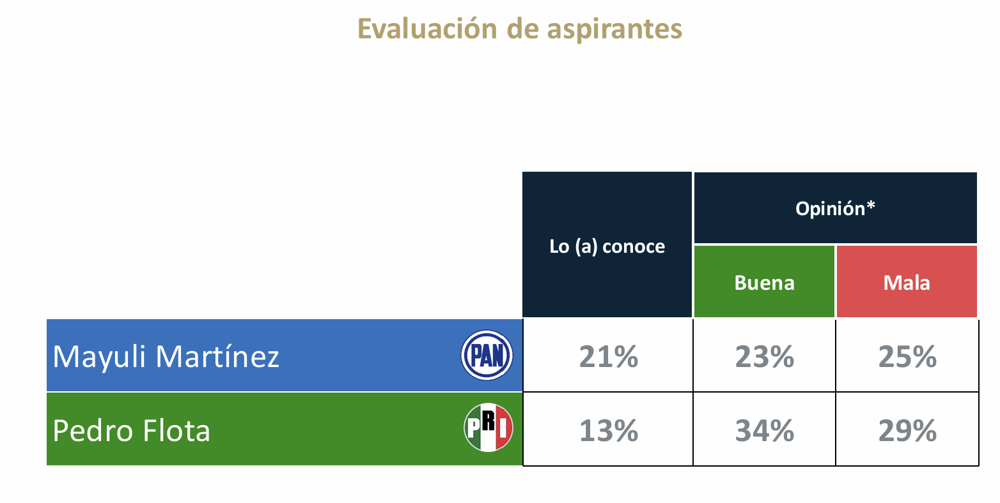 Evaluación de aspirantes
Lo (a) conoce
Opinión*
Buena
Mala
Mayuli Martínez PAN 21% 23% 25%
Pedro Flota PRI 13% 34% 29%